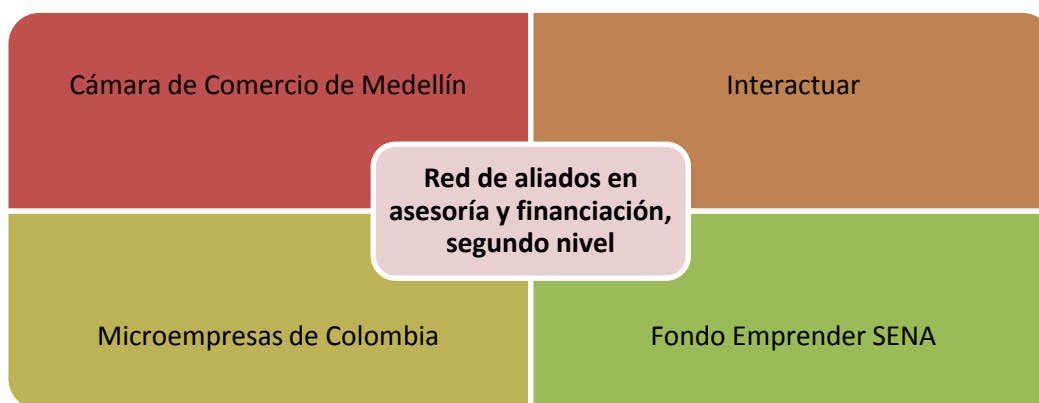 Cámara de Comercio de Medellín
Interactuar
Red de aliados en
asesoría y financiación,
segundo nivel
Microempresas de Colombia
Fondo Emprender SENA